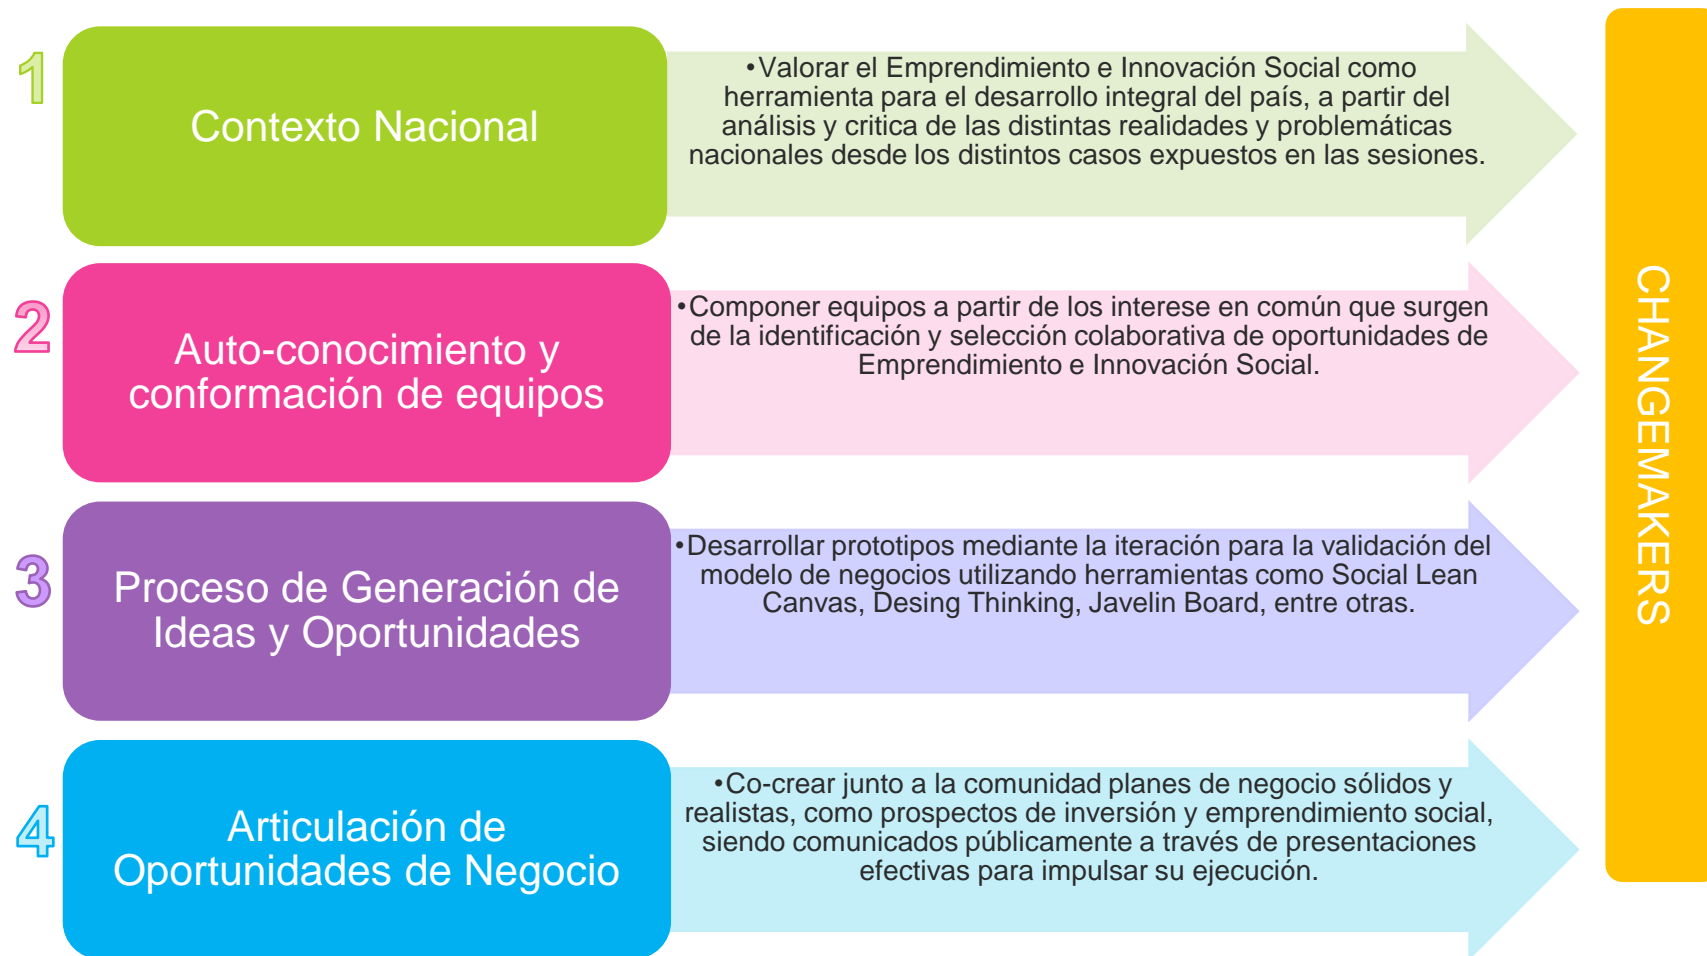 1
Contexto Nacional
•Valorar el Emprendimiento e Innovación Social como
herramienta para el desarrollo integral del país, a partir del
análisis y critica de las distintas realidades y problemáticas
nacionales desde los distintos casos expuestos en las sesiones.
2
Auto-conocimiento y
conformación de equipos
•Componer equipos a partir de los interese en común que surgen
de la identificación y selección colaborativa de oportunidades de
Emprendimiento e Innovación Social.
3
Proceso de Generación de
Ideas y Oportunidades
•Desarrollar prototipos mediante la iteración para la validación del
modelo de negocios utilizando herramientas como Social Lean
Canvas, Desing Thinking, Javelin Board, entre otras.
4
Articulación de
Oportunidades de Negocio
•Co-crear junto a la comunidad planes de negocio sólidos y
realistas, como prospectos de inversión y emprendimiento social,
siendo comunicados públicamente a través de presentaciones
efectivas para impulsar su ejecución.
CHANGEMAKERS